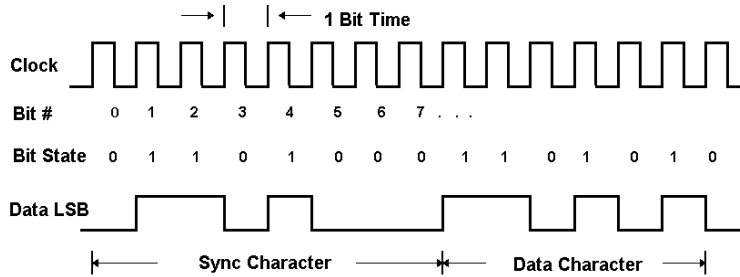 1 Bit Time
Clock
Bit # 0 1 2 3 4 5 6 7 . . .
Bit State 0 1 1 0 1 0 0 0 1 1 0 1 0 1 0
Data LSB
Sync Character Data Character